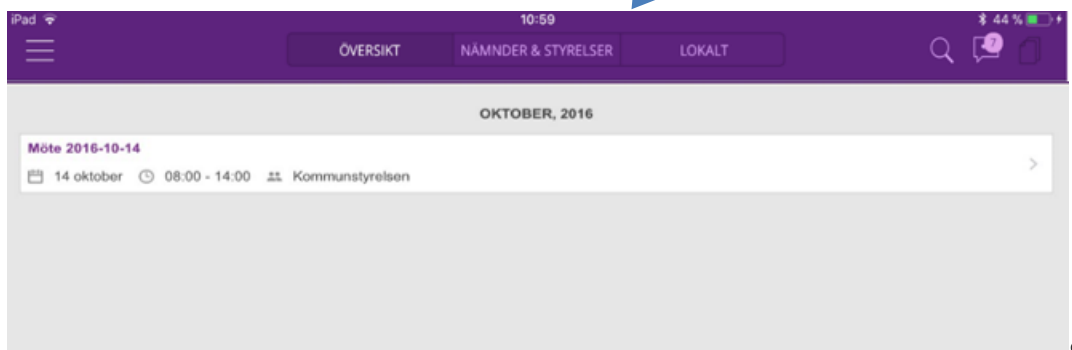 iPad 10:59 44 %
ÖVERSIKT NÄMNDER & STYRELSER LOKALT 7
OKTOBER, 2016
Möte 2016-10-14
14 oktober 08:00 - 14:00 Kommunstyrelsen